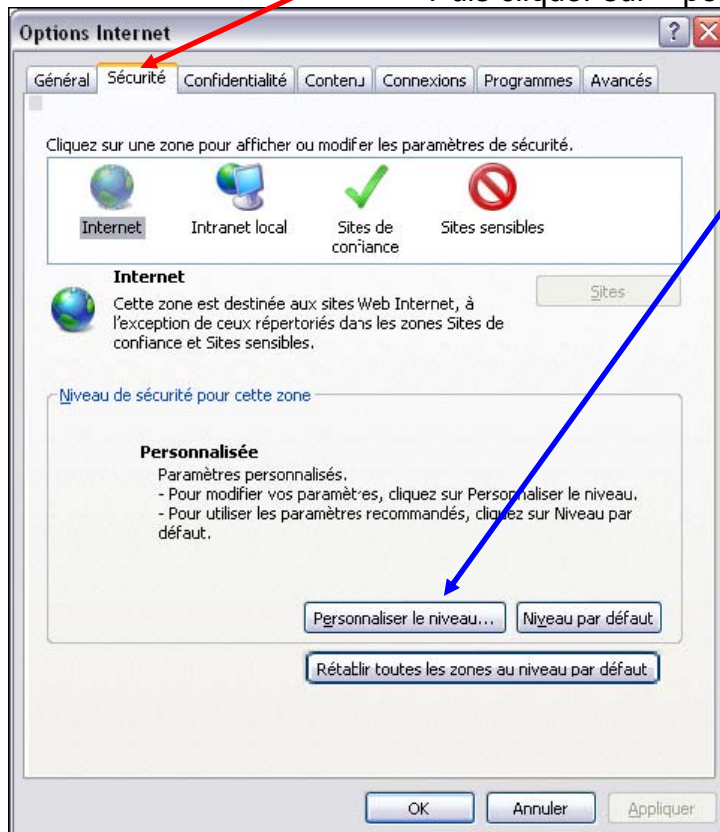 Puis cliquer sur
Options Internet
Général Sécurité Confidentialité Contenu Connexions Programmes Avancés
Cliquez sur une zone pour afficher ou modifier les paramètres de sécurité.
Internet Intranet local Sites de confiance Sites sensibles
Internet
Cette zone est destinée aux sites Web Internet, à
l'exception de ceux répertoriés dans les zones Sites de
confiance et Sites sensibles.
Sites
Niveau de sécurité pour cette zone
Personnalisée
Paramètres personnalisés.
- Pour modifier vos paramètres, cliquez sur Personnaliser le niveau.
- Pour utiliser les paramètres recommandés, cliquez sur Niveau par
défaut.
Personnaliser le niveau... Niveau par défaut
Rétablir toutes les zones au niveau par défaut
OK Annuler Appliquer